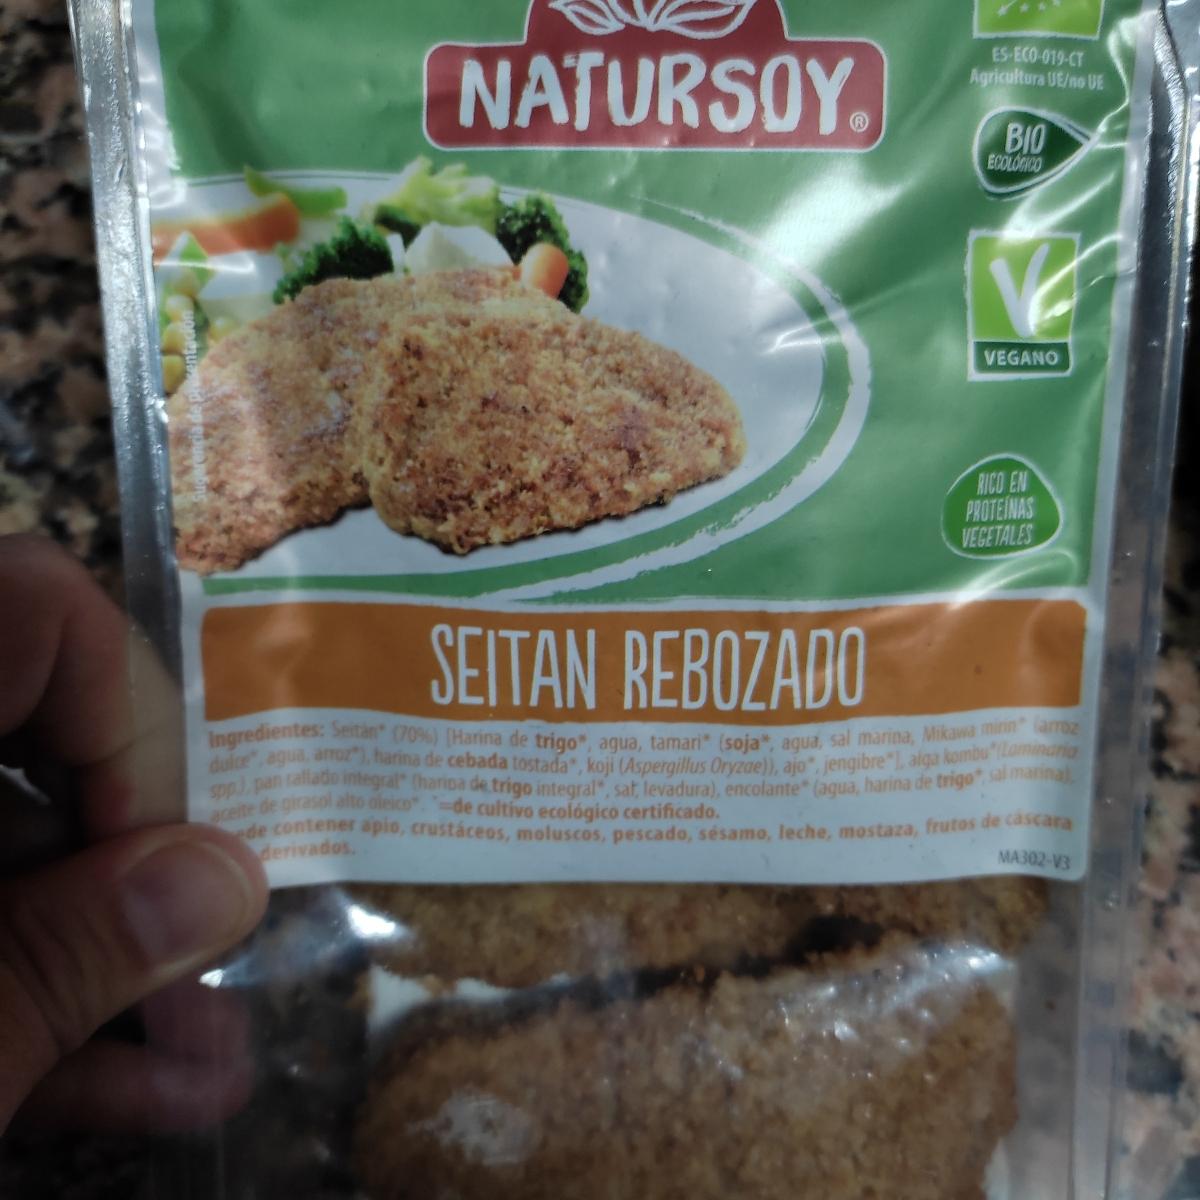 NATURSOY®
ES-ECO-019-CT
Agricultura UE/no UE
BIO
ECOLÓGICO
VEGANO
RICO EN
PROTEÍNAS
VEGETALES
SEITAN REBOZADO
Ingredientes: Seitán* (70%) [Harina de trigo*, agua, tamari* (soja*, agua, sal marina, Mikawa mirin* (arroz
dulce*, agua, arroz*), harina de cebada tostada*, koji (Aspergillus Oryzae)), ajo*, jengibre*], alga kombu*(Laminaria
spp.), pan rallado integral* (harina de trigo integral*, sal, levadura), encolante* (agua, harina de trigo*, sal marina),
aceite de girasol alto oleico*. *=de cultivo ecológico certificado.
contener apio, crustáceos, moluscos, pescado, sésamo, leche, mostaza, frutos de cáscara
derivados.
MA302-V3